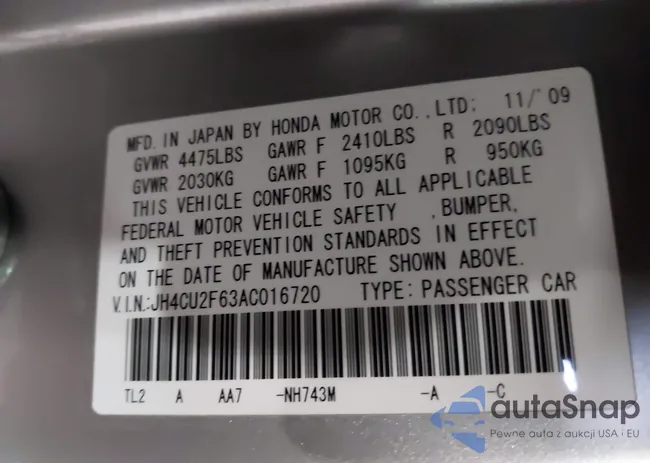 MFD. IN JAPAN BY HONDA MOTOR CO., LTD: 11/'09
GVWR 4475LBS GAWR F 2410LBS R 2090LBS
GVWR 2030KG GAWR F 1095KG R 950KG
THIS VEHICLE CONFORMS TO ALL APPLICABLE
FEDERAL MOTOR VEHICLE SAFETY ,BUMPER,
AND THEFT PREVENTION STANDARDS IN EFFECT
ON THE DATE OF MANUFACTURE SHOWN ABOVE.
V.I.N.:JH4CU2F63AC016720 TYPE: PASSENGER CAR
TL2 A AA7 -NH743M -A -C
autaSnap
Pewne auta z aukcji USA i EU